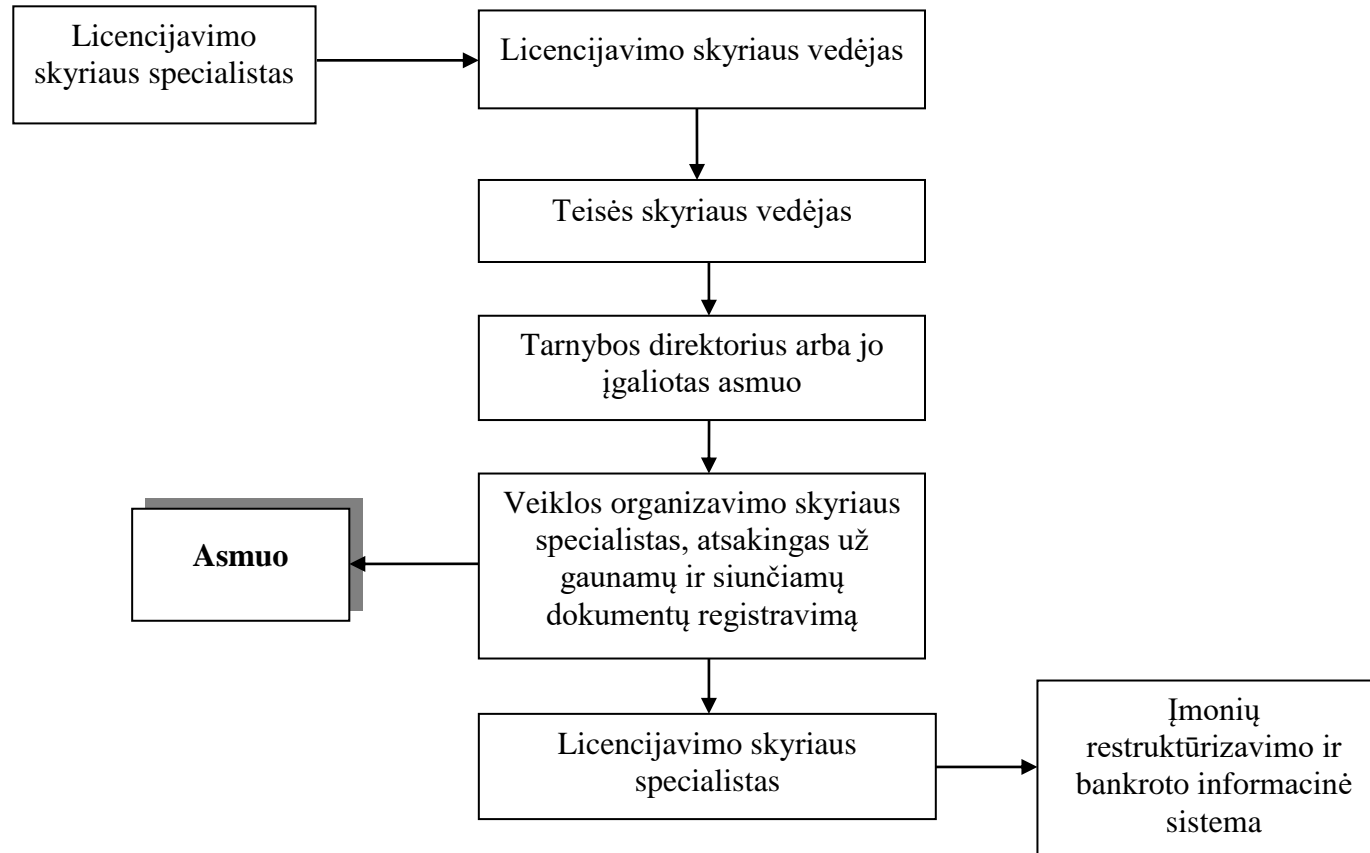 Licencijavimo
skyriaus specialistas
Licencijavimo skyriaus vedėjas
Teisės skyriaus vedėjas
Tarnybos direktorius arba jo
įgaliotas asmuo
Veiklos organizavimo skyriaus
specialistas, atsakingas už
gaunamų ir siunčiamų
dokumentų registravimą
Asmuo
Licencijavimo skyriaus
specialistas
Įmonių
restruktūrizavimo ir
bankroto informacinė
sistema